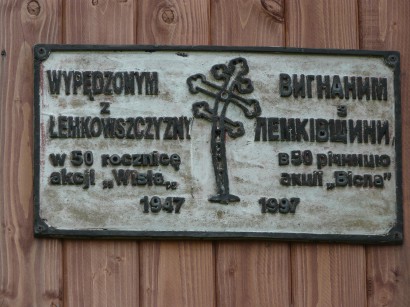 WYPĘDZONYM
Z
ŁEMKOWSZCZYZNY
w 50 rocznicę
akcji „Wisła„
1947
ВИГНАНИМ
З
ЛЕМКІВЩИНИ,
в 50 річницю
акції „Вісла"
1997